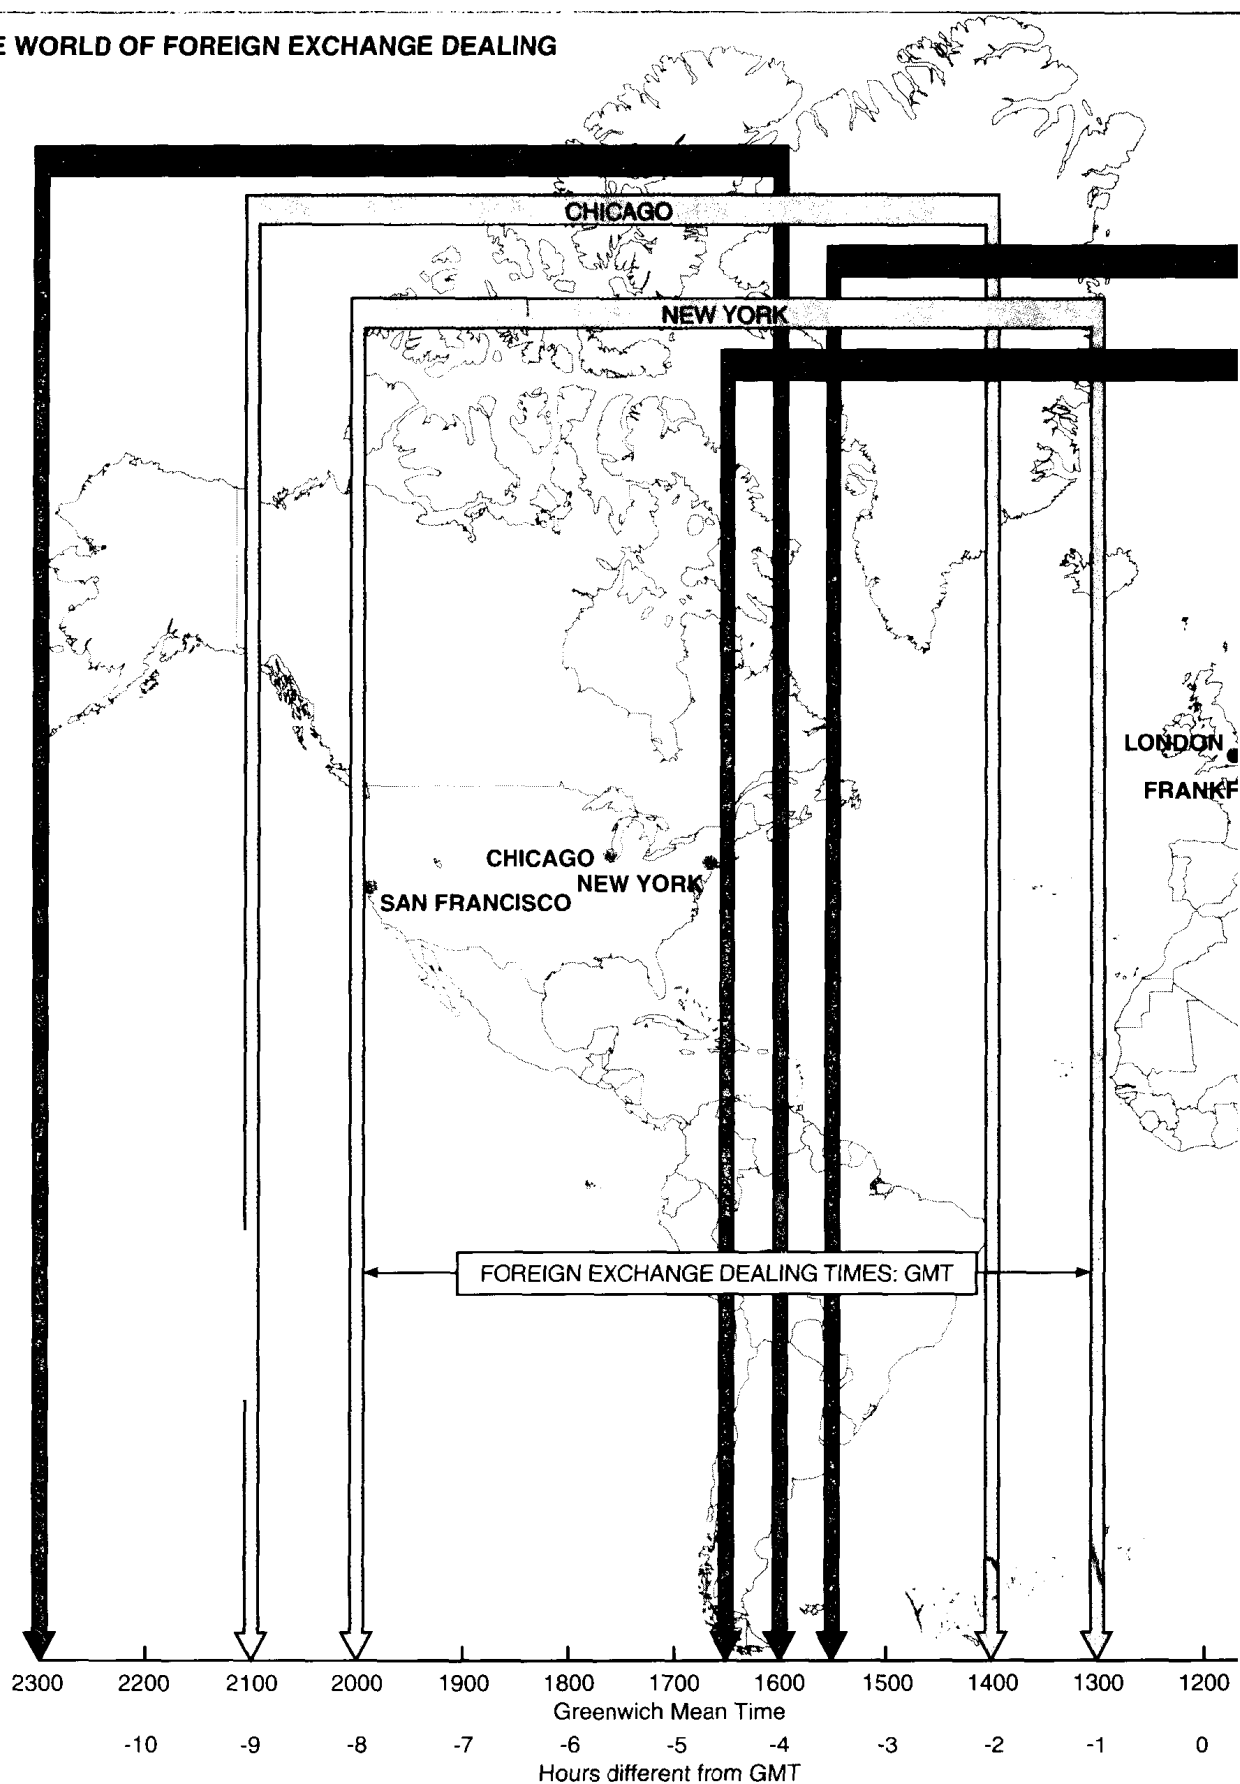 E WORLD OF FOREIGN EXCHANGE DEALING
CHICAGO
NEW YORK
LONDON
FRANKF
CHICAGO
NEW YORK
SAN FRANCISCO
FOREIGN EXCHANGE DEALING TIMES: GMT
2300 2200 2100 2000 1900 1800 1700 1600 1500 1400 1300 1200
Greenwich Mean Time
-10 -9 -8 -7 -6 -5 -4 -3 -2 -1 0
Hours different from GMT